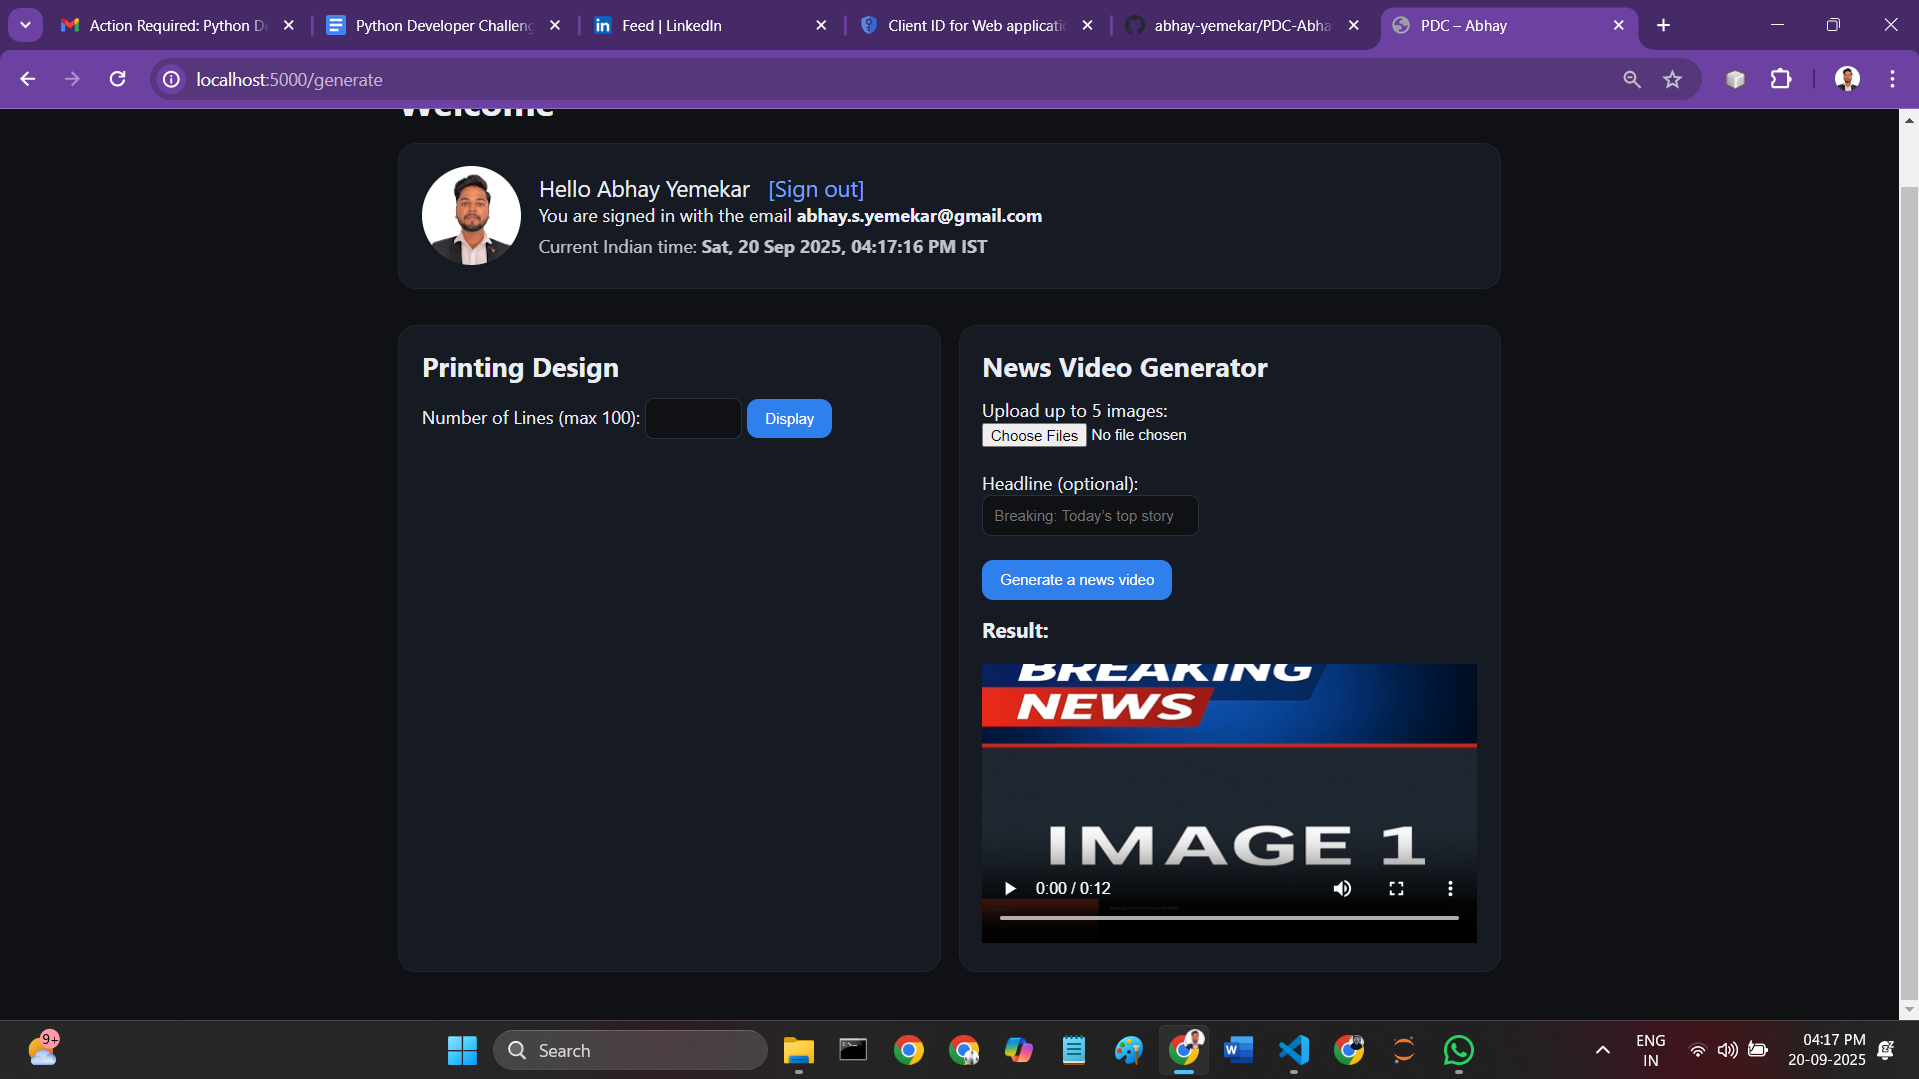 Action Required: Python D
Python Developer Challeng
Feed | LinkedIn
Client ID for Web applicati
abhay-yemekar/PDC-Abha
PDC – Abhay
localhost:5000/generate
Welcome
Hello Abhay Yemekar [Sign out]
You are signed in with the email abhay.s.yemekar@gmail.com
Current Indian time: Sat, 20 Sep 2025, 04:17:16 PM IST
Printing Design
Number of Lines (max 100): Display
News Video Generator
Upload up to 5 images:
Choose Files No file chosen
Headline (optional):
Breaking: Today's top story
Generate a news video
Result:
BREAKING
NEWS
IMAGE 1
0:00 / 0:12
9+
Search
ENG
IN
04:17 PM
20-09-2025